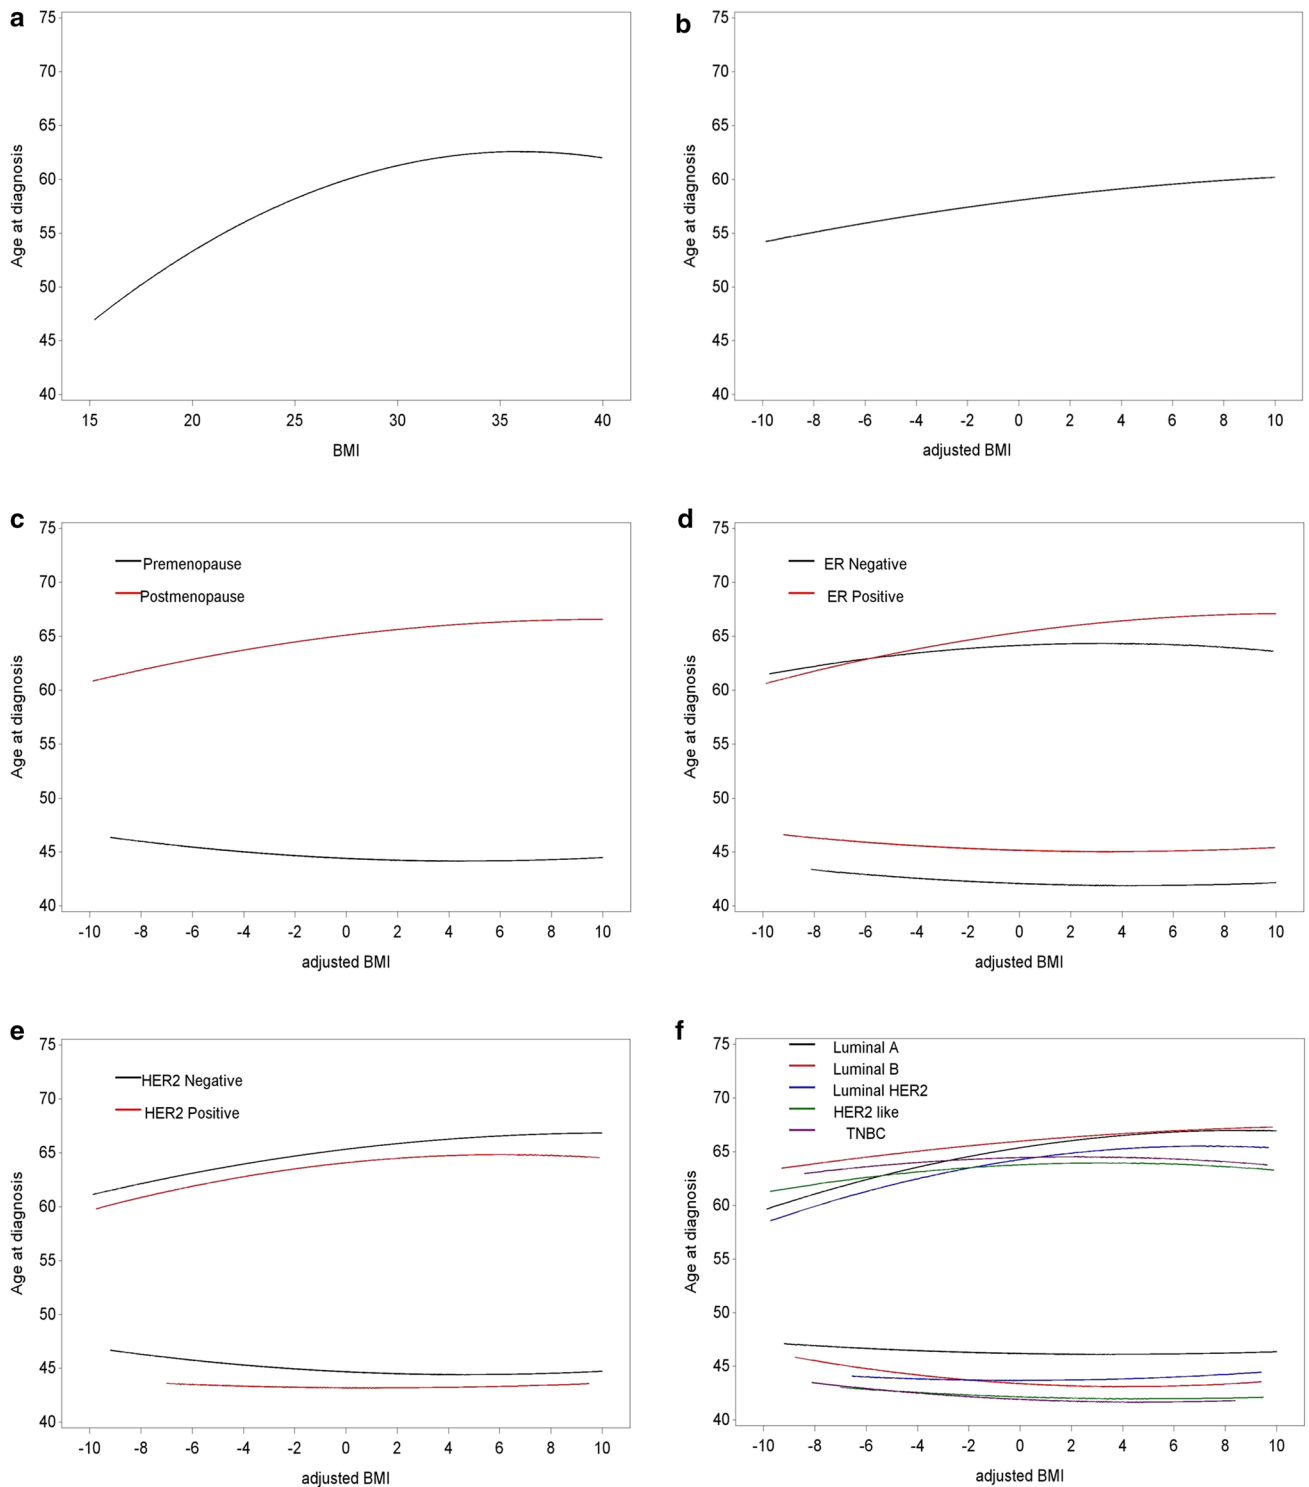 a
75
70
65
60
55
50
45
40
Age at diagnosis
15 20 25 30 35 40
BMI
b
75
70
65
60
55
50
45
40
Age at diagnosis
-10 -8 -6 -4 -2 0 2 4 6 8 10
adjusted BMI
c
75
70
65
60
55
50
45
40
Age at diagnosis
Premenopause
Postmenopause
-10 -8 -6 -4 -2 0 2 4 6 8 10
adjusted BMI
d
75
70
65
60
55
50
45
40
Age at diagnosis
ER Negative
ER Positive
-10 -8 -6 -4 -2 0 2 4 6 8 10
adjusted BMI
e
75
70
65
60
55
50
45
40
Age at diagnosis
HER2 Negative
HER2 Positive
-10 -8 -6 -4 -2 0 2 4 6 8 10
adjusted BMI
f
75
70
65
60
55
50
45
40
Age at diagnosis
Luminal A
Luminal B
Luminal HER2
HER2 like
TNBC
-10 -8 -6 -4 -2 0 2 4 6 8 10
adjusted BMI